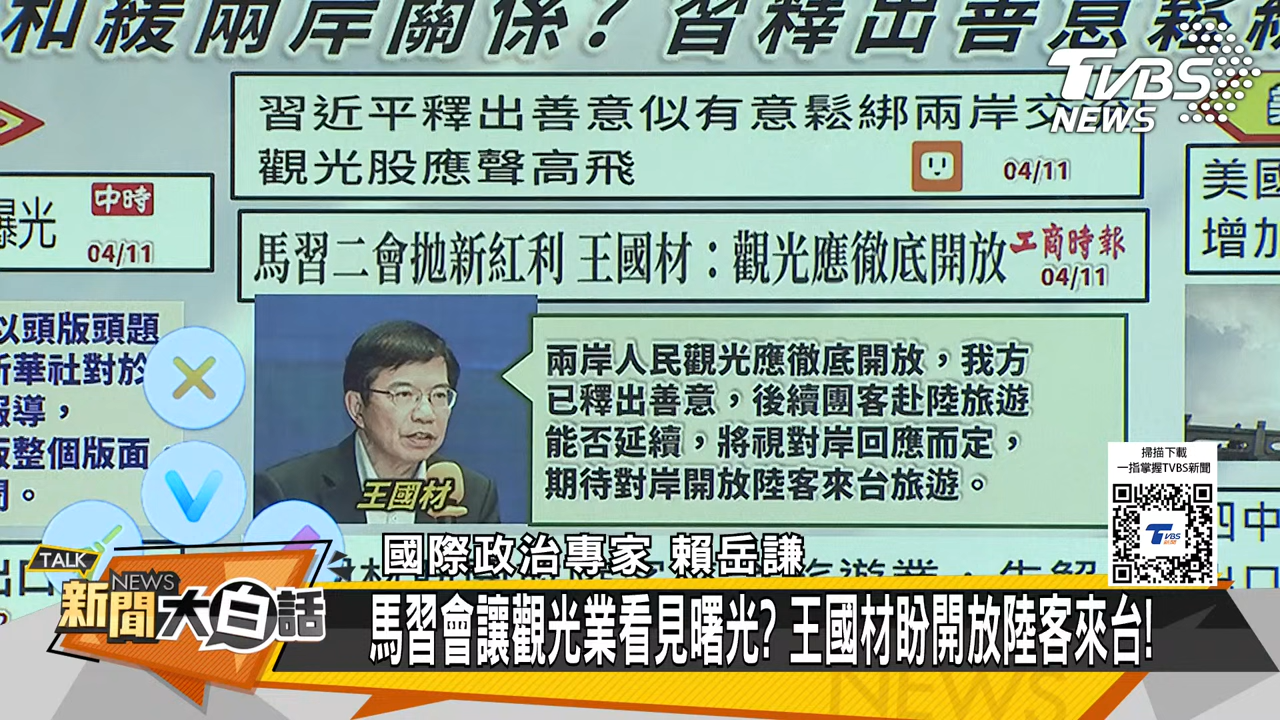 和緩兩岸關係?習釋出善意鬆
TVBS
NEWS
習近平釋出善意似有意鬆綁兩岸交
觀光股應聲高飛
04/11
曝光
中時
04/11
馬習二會拋新紅利 王國材：觀光應徹底開放
工商時報
04/11
美國
增加
以頭版頭題
新華社對於
報導，
版整個版面，
兩岸人民觀光應徹底開放，我方
已釋出善意，後續團客赴陸旅遊
能否延續，將視對岸回應而定，
期待對岸開放陸客來台旅遊。
王國材
掃描下載
一指掌握TVBS新聞
TVBS
新聞
四中
出口
國際政治專家 賴岳謙
TALK
NEWS
新聞大白話
馬習會讓觀光業看見曙光? 王國材盼開放陸客來台!
NEWS